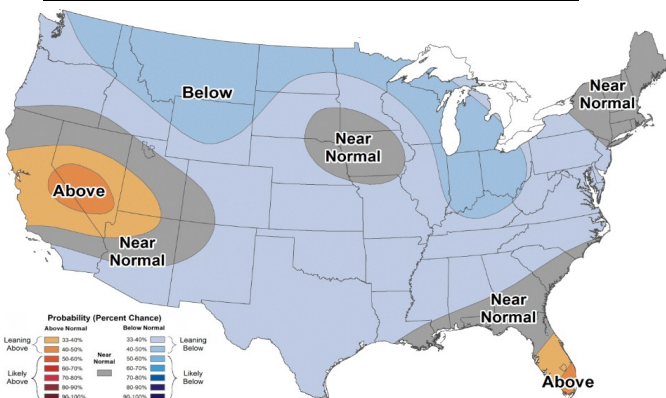 Below
Near
Normal
Near
Normal
Above
Near
Normal
Near
Normal
Above
Probability (Percent Chance)
Above Normal
Below Normal
Leaning
Above
33-40%
40-50%
Near
Normal
33-40%
40-50%
Leaning
Below
Likely
Above
50-60%
60-70%
70-80%
80-90%
90-100%
50-60%
60-70%
70-80%
80-90%
90-100%
Likely
Below